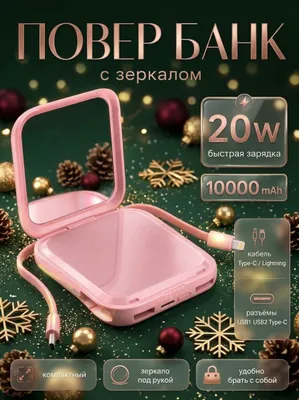 ПОВЕР БАНК
с зеркалом
20w
быстрая зарядка
10000 mAh
кабель
Type-C / Lightning
разъёмы
USB1 USB2 Type-C
компактный
зеркало
под рукой
удобно
брать с собой